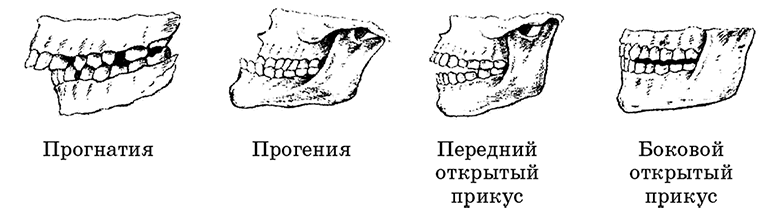 Прогнатия
Прогения
Передний
открытый
прикус
Боковой
открытый
прикус